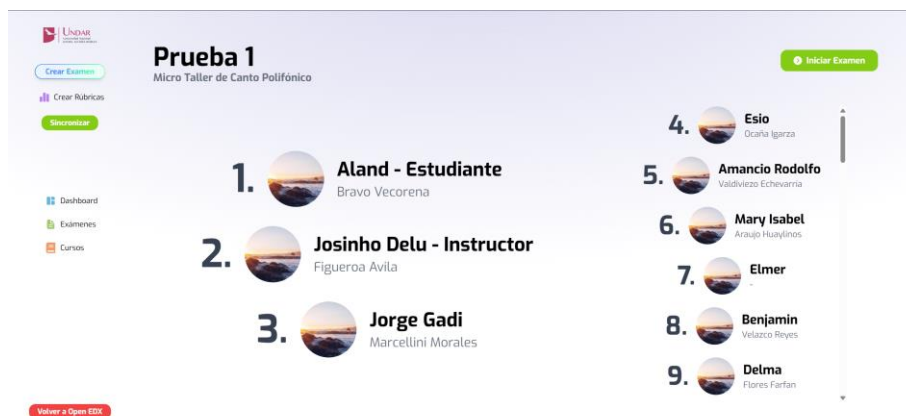 UNDAR
Crear Examen
Crear Rúbricas
Sincronizar
Dashboard
Exámenes
Cursos
Volver a Open EDX
Prueba 1
Micro Taller de Canto Polifónico
Iniciar Examen
1. Aland - Estudiante
Bravo Vecorena
2. Josinho Delu - Instructor
Figueroa Avila
3. Jorge Gadi
Marcellini Morales
4. Esio
Ocaña Igarza
5. Amancio Rodolfo
Valdiviezo Echevarria
6. Mary Isabel
Araujo Huaylinos
7. Elmer
-
8. Benjamin
Velazco Reyes
9. Delma
Flores Farfan